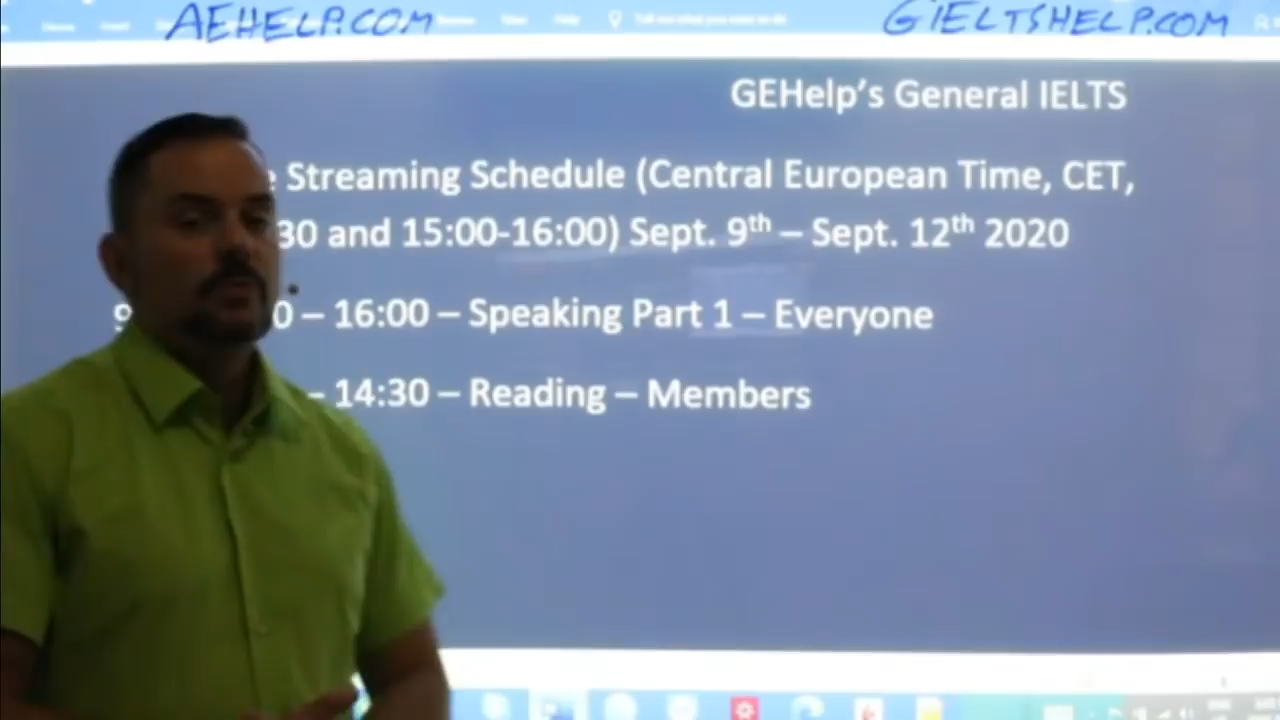 AEHELP.COM GIELTSHELP.COM
GEHelp's General IELTS
Streaming Schedule (Central European Time, CET,
30 and 15:00-16:00) Sept. 9th – Sept. 12th 2020
9 0 – 16:00 – Speaking Part 1 – Everyone
– 14:30 – Reading – Members